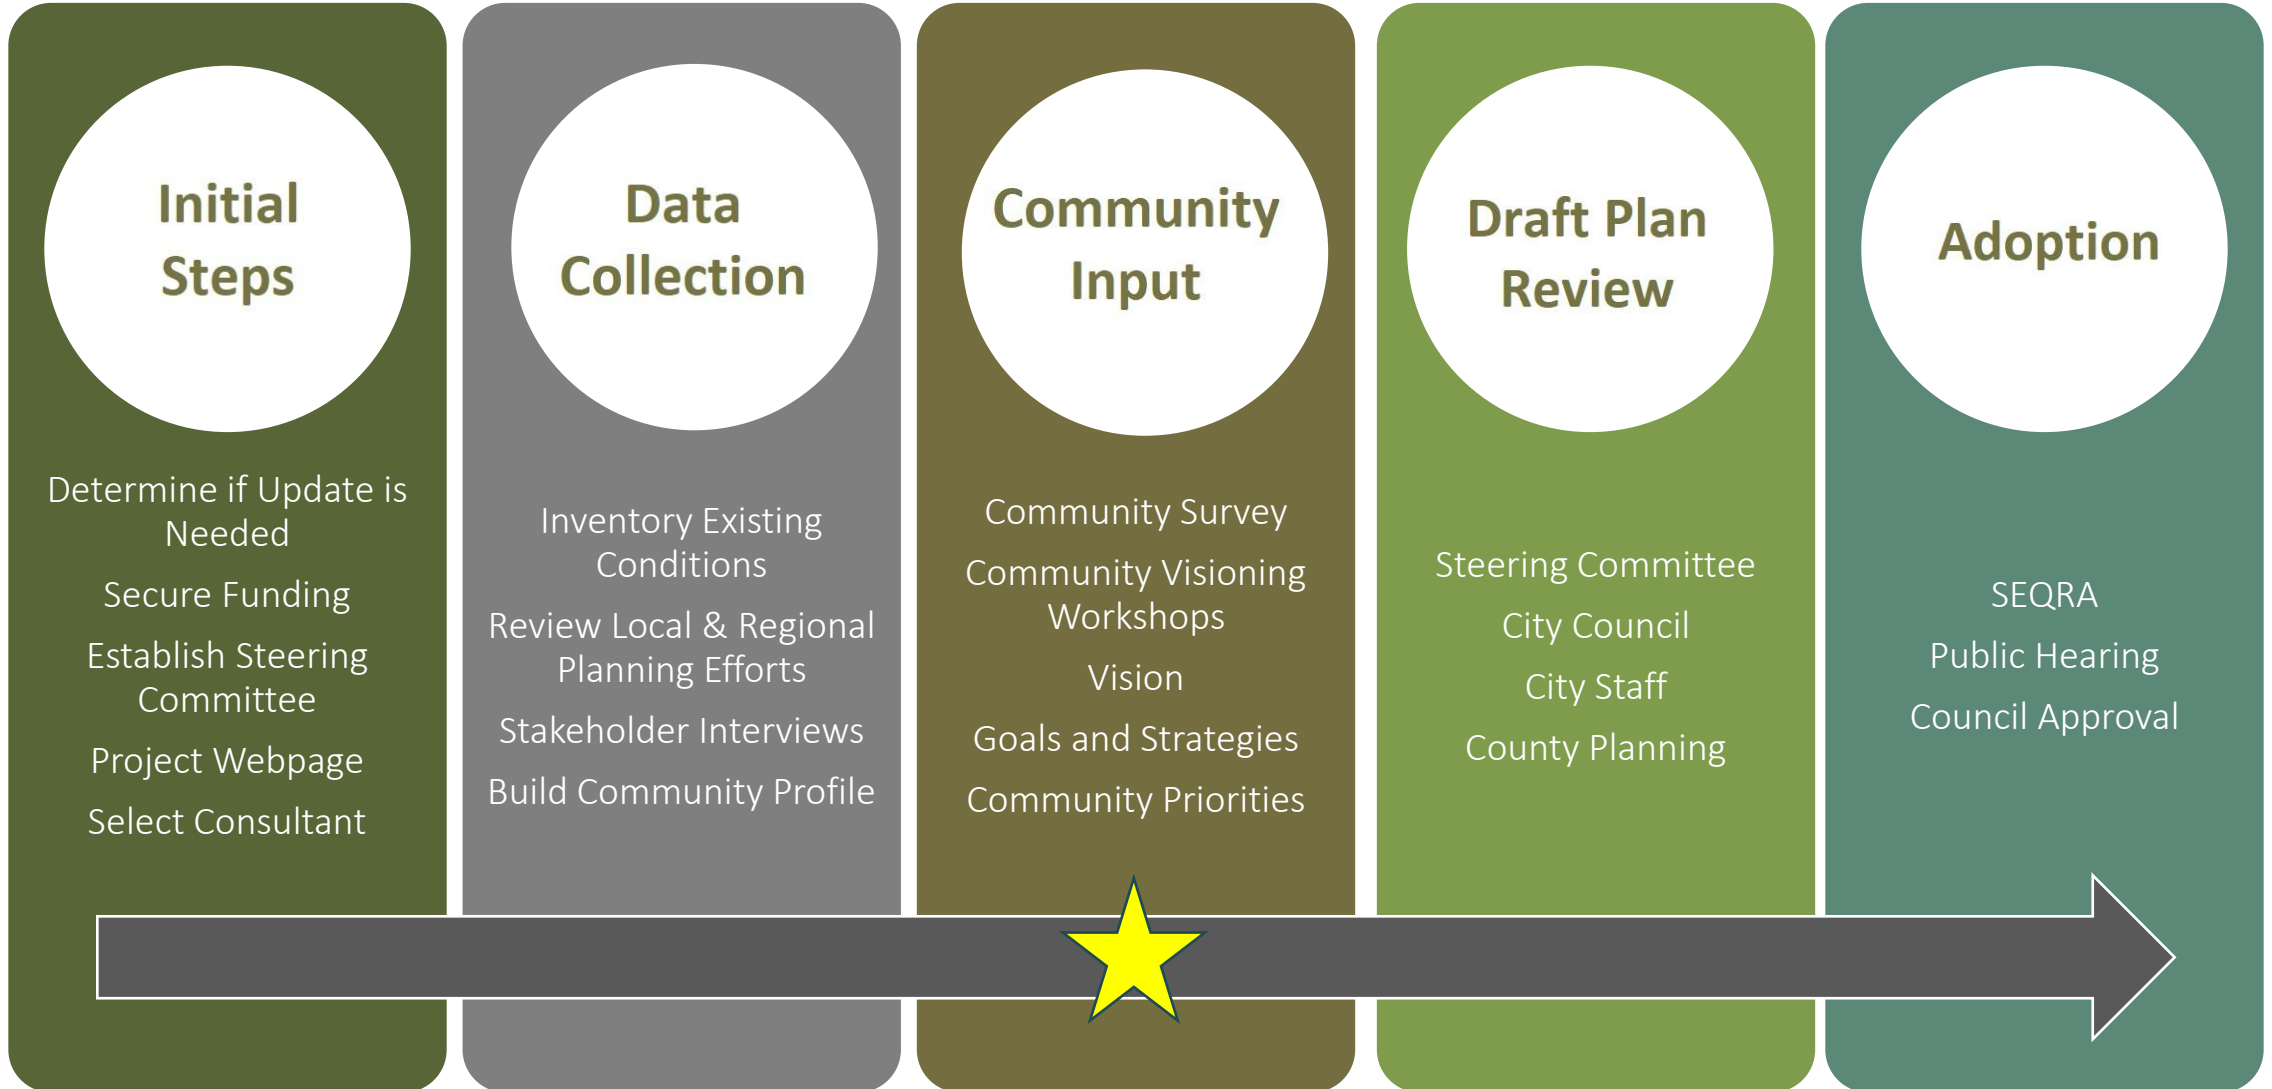 Initial
Steps
Determine if Update is
Needed
Secure Funding
Establish Steering
Committee
Project Webpage
Select Consultant
Data
Collection
Inventory Existing
Conditions
Review Local & Regional
Planning Efforts
Stakeholder Interviews
Build Community Profile
Community
Input
Community Survey
Community Visioning
Workshops
Vision
Goals and Strategies
Community Priorities
Draft Plan
Review
Steering Committee
City Council
City Staff
County Planning
Adoption
SEQRA
Public Hearing
Council Approval